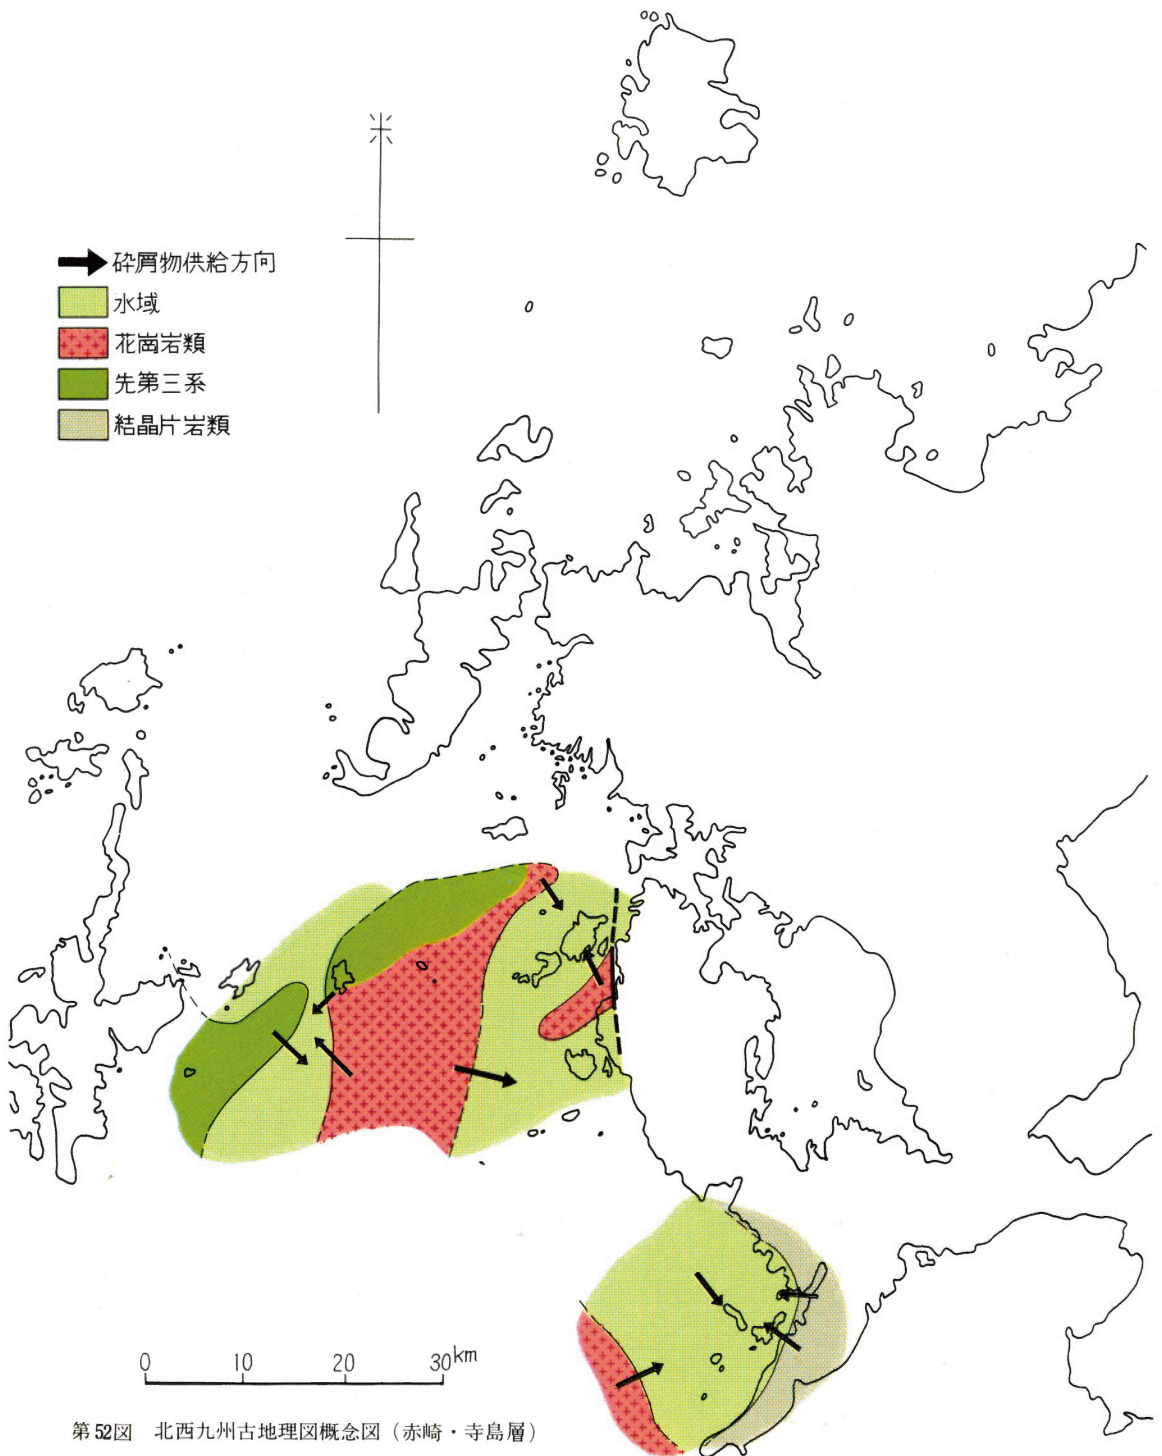 砕屑物供給方向
水域
花崗岩類
先第三系
結晶片岩類
0 10 20 30km
第52図 北西九州古地理図概念図（赤崎・寺島層）